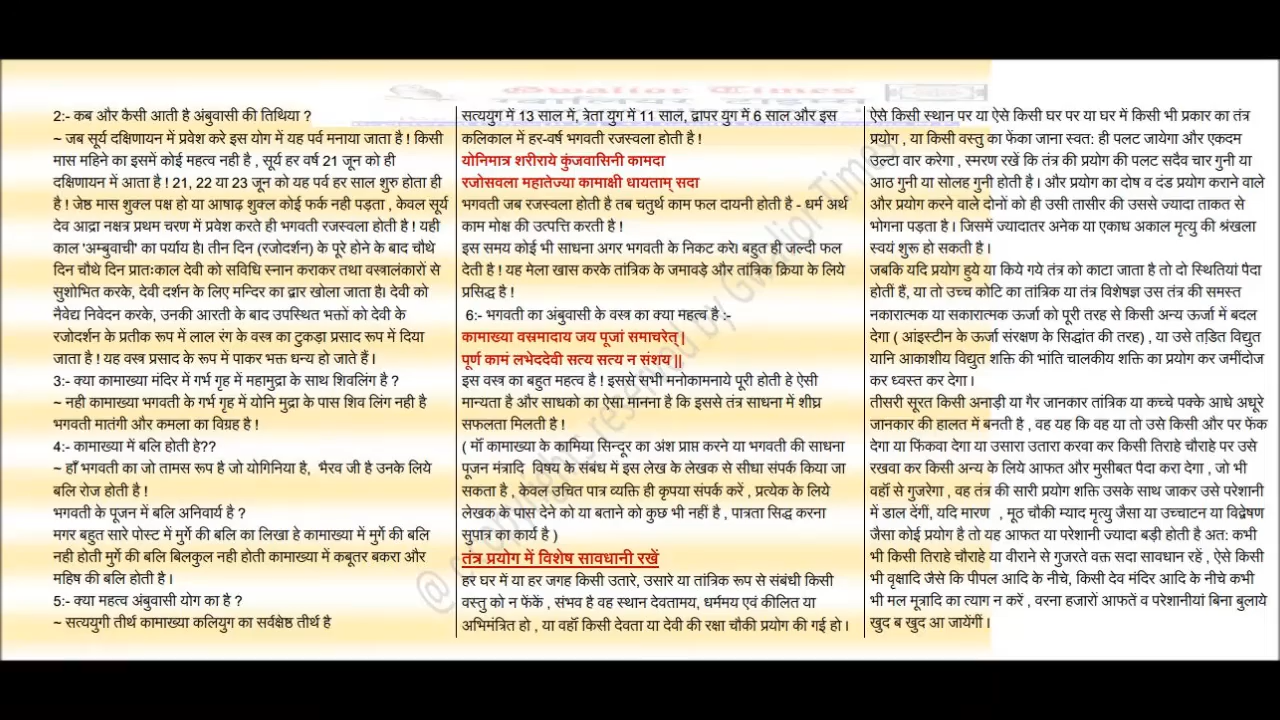 Gwalior Times
ग्वालियर टाइम्स
2:- कब और कैसी आती है अंबुवासी की तिथिया ?
~ जब सूर्य दक्षिणायन में प्रवेश करे इस योग में यह पर्व मनाया जाता है ! किसी
मास महिने का इसमें कोई महत्व नही है , सूर्य हर वर्ष 21 जून को ही
दक्षिणायन में आता है ! 21, 22 या 23 जून को यह पर्व हर साल शुरु होता ही
है ! जेष्ठ मास शुक्ल पक्ष हो या आषाढ़ शुक्ल कोई फर्क नही पड़ता , केवल सूर्य
देव आद्रा नक्षत्र प्रथम चरण में प्रवेश करते ही भगवती रजस्वला होती है ! यही
काल 'अम्बुवाची' का पर्याय है। तीन दिन (रजोदर्शन) के पूरे होने के बाद चौथे
दिन चौथे दिन प्रातःकाल देवी को सविधि स्नान कराकर तथा वस्त्रालंकारों से
सुशोभित करके, देवी दर्शन के लिए मन्दिर का द्वार खोला जाता है। देवी को
नैवेद्य निवेदन करके, उनकी आरती के बाद उपस्थित भक्तों को देवी के
रजोदर्शन के प्रतीक रूप में लाल रंग के वस्त्र का टुकड़ा प्रसाद रूप में दिया
जाता है ! यह वस्त्र प्रसाद के रूप में पाकर भक्त धन्य हो जाते हैं ।
3:- क्या कामाख्या मंदिर में गर्भ गृह में महामुद्रा के साथ शिवलिंग है ?
~ नही कामाख्या भगवती के गर्भ गृह में योनि मुद्रा के पास शिव लिंग नही है
भगवती मातंगी और कमला का विग्रह है !
4:- कामाख्या में बलि होती है??
~ हाँ भगवती का जो तामस रूप है जो योगिनिया है, भैरव जी है उनके लिये
बलि रोज होती है !
भगवती के पूजन में बलि अनिवार्य है ?
मगर बहुत सारे पोस्ट में मुर्गे की बलि का लिखा हे कामाख्या में मुर्गे की बलि
नही होती मुर्गे की बलि बिलकुल नही होती कामाख्या में कबूतर बकरा और
महिष की बलि होती है ।
5:- क्या महत्व अंबुवासी योग का है ?
~ सत्ययुगी तीर्थ कामाख्या कलियुग का सर्वक्षेष्ठ तीर्थ है
सत्ययुग में 13 साल में, त्रेता युग में 11 साल, द्वापर युग में 6 साल और इस
कलिकाल में हर-वर्ष भगवती रजस्वला होती है !
योनिमात्र शरीराये कुंजवासिनी कामदा
रजोसवला महातेज्या कामाक्षी धायताम् सदा
भगवती जब रजस्वला होती है तब चतुर्थ काम फल दायनी होती है - धर्म अर्थ
काम मोक्ष की उत्पत्ति करती है !
इस समय कोई भी साधना अगर भगवती के निकट करे। बहुत ही जल्दी फल
देती है ! यह मेला खास करके तांत्रिक के जमावड़े और तांत्रिक क्रिया के लिये
प्रसिद्ध है !
6:- भगवती का अंबुवासी के वस्त्र का क्या महत्व है :-
कामाख्या वस्रमादाय जय पूजां समाचरेत् |
पूर्ण कामं लभेददेवी सत्य सत्य न संशय ||
इस वस्त्र का बहुत महत्व है ! इससे सभी मनोकामनाये पूरी होती हे ऐसी
मान्यता है और साधको का ऐसा मानना है कि इससे तंत्र साधना में शीघ्र
सफलता मिलती है !
( मॉं कामाख्या के कामिया सिन्दूर का अंश प्राप्त करने या भगवती की साधना
पूजन मंत्रादि विषय के संबंध में इस लेख के लेखक से सीधा संपर्क किया जा
सकता है , केवल उचित पात्र व्यक्ति ही कृपया संपर्क करें , प्रत्येक के लिये
लेखक के पास देने को या बताने को कुछ भी नहीं है , पात्रता सिद्ध करना
सुपात्र का कार्य है )
तंत्र प्रयोग में विशेष सावधानी रखें
हर घर में या हर जगह किसी उतारे, उसारे या तांत्रिक रूप से संबंधी किसी
वस्तु को न फेंकें , संभव है वह स्थान देवतामय, धर्ममय एवं कीलित या
अभिमंत्रित हो , या वहॉं किसी देवता या देवी की रक्षा चौकी प्रयोग की गई हो ।
ऐसे किसी स्थान पर या ऐसे किसी घर पर या घर में किसी भी प्रकार का तंत्र
प्रयोग , या किसी वस्तु का फेंका जाना स्वत: ही पलट जायेगा और एकदम
उल्टा वार करेगा , स्मरण रखें कि तंत्र की प्रयोग की पलट सदैव चार गुनी या
आठ गुनी या सोलह गुनी होती है । और प्रयोग का दोष व दंड प्रयोग कराने वाले
और प्रयोग करने वाले दोनों को ही उसी तासीर की उससे ज्यादा ताकत से
भोगना पड़ता है । जिसमें ज्यादातर अनेक या एकाध अकाल मृत्यु की श्रंखला
स्वयं शुरू हो सकती है ।
जबकि यदि प्रयोग हुये या किये गये तंत्र को काटा जाता है तो दो स्थितियां पैदा
होतीं हैं, या तो उच्च कोटि का तांत्रिक या तंत्र विशेषज्ञ उस तंत्र की समस्त
नकारात्मक या सकारात्मक ऊर्जा को पूरी तरह से किसी अन्य ऊर्जा में बदल
देगा ( आंइस्टीन के ऊर्जा संरक्षण के सिद्धांत की तरह) , या उसे तडि़त विद्युत
यानि आकाशीय विद्युत शक्ति की भांति चालकीय शक्ति का प्रयोग कर जमींदोज
कर ध्वस्त कर देगा ।
तीसरी सूरत किसी अनाड़ी या गैर जानकार तांत्रिक या कच्चे पक्के आधे अधूरे
जानकार की हालत में बनती है , वह यह कि वह या तो उसे किसी और पर फेंक
देगा या फिंकवा देगा या उसारा उतारा करवा कर किसी तिराहे चौराहे पर उसे
रखवा कर किसी अन्य के लिये आफत और मुसीबत पैदा करा देगा , जो भी
वहॉं से गुजरेगा , वह तंत्र की सारी प्रयोग शक्ति उसके साथ जाकर उसे परेशानी
में डाल देगीं, यदि मारण , मूठ चौकी म्याद मृत्यु जैसा या उच्चाटन या विद्वेषण
जैसा कोई प्रयोग है तो यह आफत या परेशानी ज्यादा बड़ी होती है अत: कभी
भी किसी तिराहे चौराहे या वीराने से गुजरते वक्त सदा सावधान रहें , ऐसे किसी
भी वृक्षादि जैसे कि पीपल आदि के नीचे, किसी देव मंदिर आदि के नीचे कभी
भी मल मूत्रादि का त्याग न करें , वरना हजारों आफतें व परेशानीयां बिना बुलाये
खुद ब खुद आ जायेंगीं ।
@ copyrights reserved by Gwalior Times